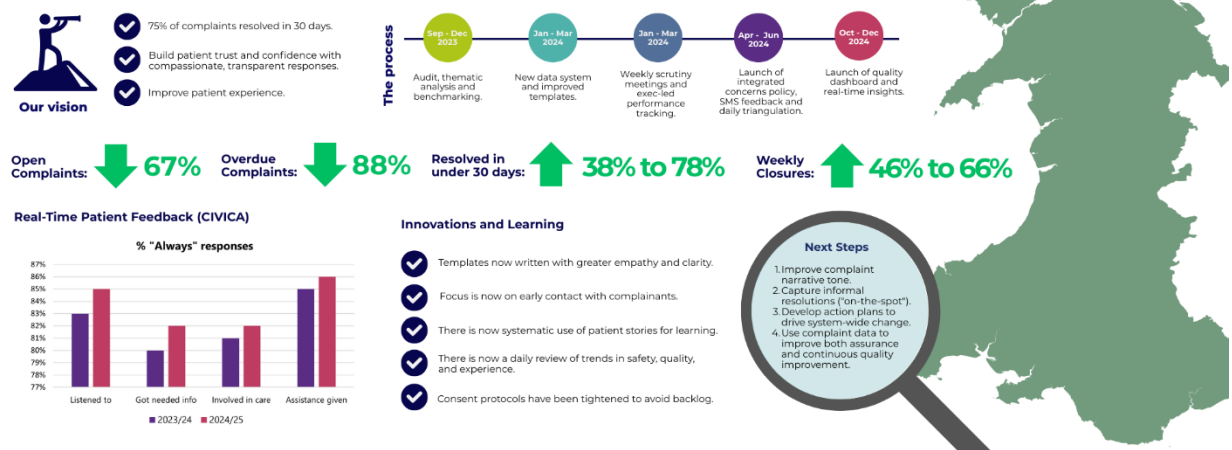 75% of complaints resolved in 30 days.
Build patient trust and confidence with
compassionate, transparent responses.
Improve patient experience.
Our vision
The process
Sep - Dec
2023
Audit, thematic
analysis and
benchmarking.
Jan - Mar
2024
New data system
and improved
templates.
Jan - Mar
2024
Weekly scrutiny
meetings and
exec-led
performance
tracking.
Apr - Jun
2024
Launch of
integrated
concerns policy,
SMS feedback and
daily triangulation.
Oct - Dec
2024
Launch of quality
dashboard and
real-time insights.
Open
Complaints:
67%
Overdue
Complaints:
88%
Resolved in
under 30 days:
38% to 78%
Weekly
Closures:
46% to 66%
Real-Time Patient Feedback (CIVICA)
% "Always" responses
87%
86%
85%
84%
83%
82%
81%
80%
79%
78%
77%
Listened to
Got needed info
Involved in care
Assistance given
2023/24
2024/25
Innovations and Learning
Templates now written with greater empathy and clarity.
Focus is now on early contact with complainants.
There is now systematic use of patient stories for learning.
There is now a daily review of trends in safety, quality,
and experience.
Consent protocols have been tightened to avoid backlog.
Next Steps
1. Improve complaint
narrative tone.
2. Capture informal
resolutions ("on-the-spot").
3. Develop action plans to
drive system-wide change.
4. Use complaint data to
improve both assurance
and continuous quality
improvement.